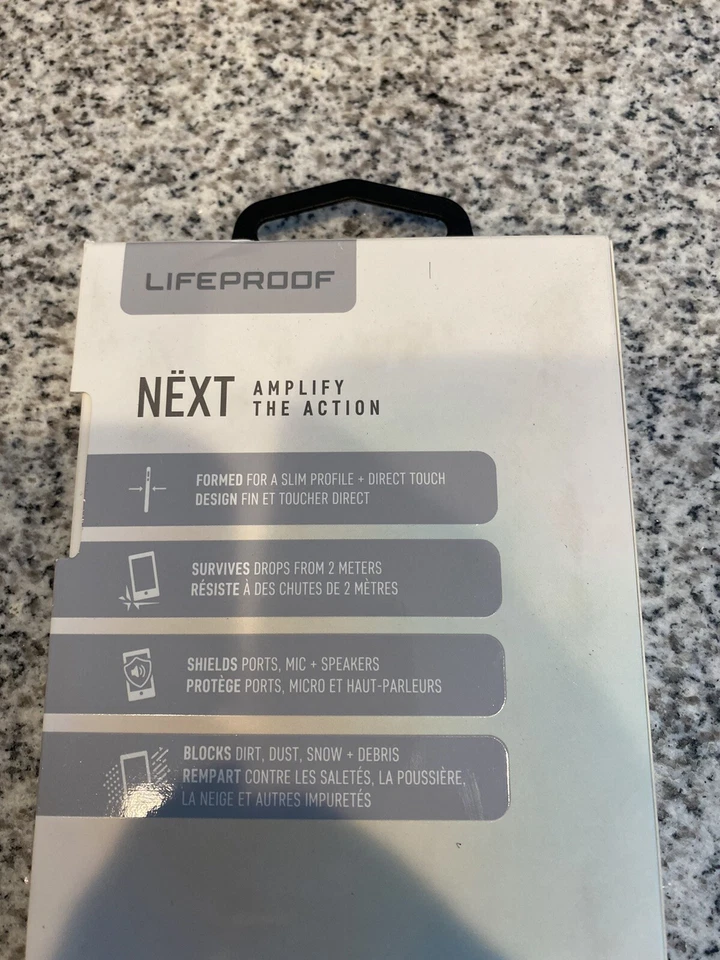 LIFEPROOF
NËXT AMPLIFY
THE ACTION
FORMED FOR A SLIM PROFILE + DIRECT TOUCH
DESIGN FIN ET TOUCHER DIRECT
SURVIVES DROPS FROM 2 METERS
RÉSISTE À DES CHUTES DE 2 MÈTRES
SHIELDS PORTS, MIC + SPEAKERS
PROTÈGE PORTS, MICRO ET HAUT-PARLEURS
BLOCKS DIRT, DUST, SNOW + DEBRIS
REMPART CONTRE LES SALETÉS, LA POUSSIÈRE,
LA NEIGE ET AUTRES IMPURETÉS